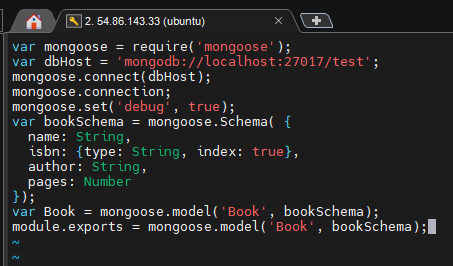 2. 54.86.143.33 (ubuntu)
var mongoose = require('mongoose');
var dbHost = 'mongodb://localhost:27017/test';
mongoose.connect(dbHost);
mongoose.connection;
mongoose.set('debug', true);
var bookSchema = mongoose.Schema( {
  name: String,
  isbn: {type: String, index: true},
  author: String,
  pages: Number
});
var Book = mongoose.model('Book', bookSchema);
module.exports = mongoose.model('Book', bookSchema);
~
~